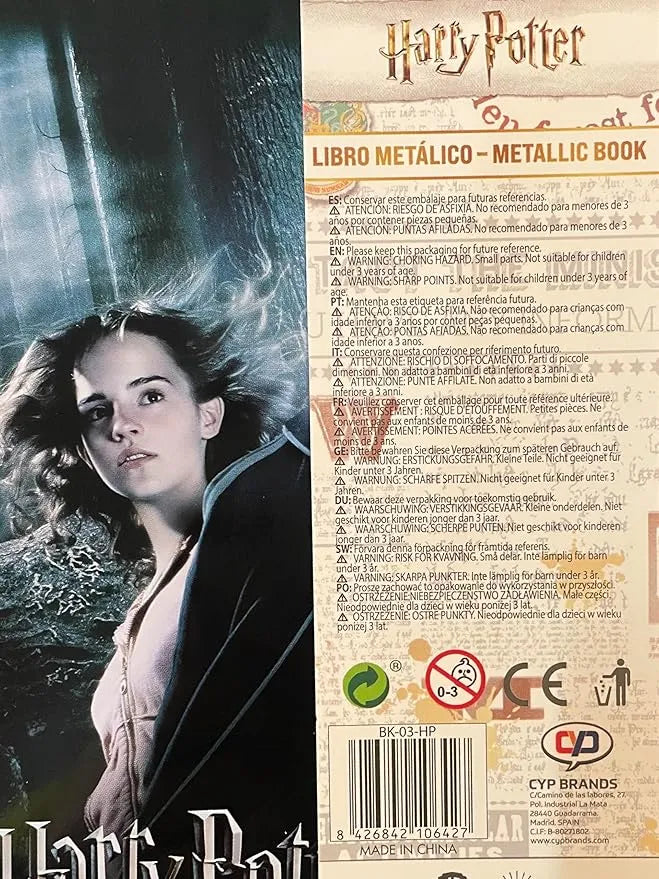 Harry Potter
LIBRO METÁLICO – METALLIC BOOK
ES: Conservar este embalaje para futuras referencias.
ATENCIÓN: RIESGO DE ASFIXIA. No recomendado para menores de 3
años por contener piezas pequeñas.
ATENCIÓN: PUNTAS AFILADAS. No recomendado para menores de 3
años.
EN: Please keep this packaging for future reference.
WARNING: CHOKING HAZARD. Small parts. Not suitable for children
under 3 years of age.
WARNING: SHARP POINTS. Not suitable for children under 3 years of
age.
PT: Mantenha esta etiqueta para referência futura.
ATENÇÃO: RISCO DE ASFIXIA. Não recomendado para crianças com
idade inferior a 3 anos por conter peças pequenas.
ATENÇÃO: PONTAS AFIADAS. Não recomendado para crianças com
idade inferior a 3 anos.
IT: Conservare questa confezione per riferimento futuro.
ATTENZIONE: RISCHIO DI SOFFOCAMENTO. Parti di piccole
dimensioni. Non adatto a bambini di età inferiore a 3 anni.
ATTENZIONE: PUNTE AFFILATE. Non adatto a bambini di età
inferiore a 3 anni.
FR: Veuillez conserver cet emballage pour toute référence ultérieure.
AVERTISSEMENT : RISQUE D'ÉTOUFFEMENT. Petites pièces. Ne
convient pas aux enfants de moins de 3 ans.
AVERTISSEMENT: POINTES ACÉRÉES. Ne convient pas aux enfants de
moins de 3 ans.
GE: Bitte bewahren Sie diese Verpackung zum späteren Gebrauch auf.
WARNUNG: ERSTICKUNGSGEFAHR. Kleine Teile. Nicht geeignet für
Kinder unter 3 Jahren.
WARNUNG: SCHARFE SPITZEN. Nicht geeignet für Kinder unter 3
Jahren.
DU: Bewaar deze verpakking voor toekomstig gebruik.
WAARSCHUWING: VERSTIKKINGSGEVAAR. Kleine onderdelen. Niet
geschikt voor kinderen jonger dan 3 jaar.
WAARSCHUWING: SCHERPE PUNTEN. Niet geschikt voor kinderen
jonger dan 3 jaar.
SW: Förvara denna förpackning för framtida referens.
VARNING: RISK FÖR KVÄVNING. Små delar. Inte lämplig för barn
under 3 år.
VARNING: SKARPA PUNKTER. Inte lämplig för barn under 3 år.
PO: Proszę zachować to opakowanie do wykorzystania w przyszłości.
OSTRZEŻENIE: NIEBEZPIECZEŃSTWO ZADŁAWIENIA. Małe części.
Nieodpowiednie dla dzieci w wieku poniżej 3 lat.
OSTRZEŻENIE: OSTRE PUNKTY. Nieodpowiednie dla dzieci w wieku
poniżej 3 lat.
®
0-3
CE
BK-03-HP
8 426842 106427
MADE IN CHINA
CYP
CYP BRANDS
C/Camino de las labores, 27.
Pol. Industrial La Mata
28440 Guadarrama.
Madrid. SPAIN
C.I.F: B-80271802
www.cypbrands.com
Harry Pot